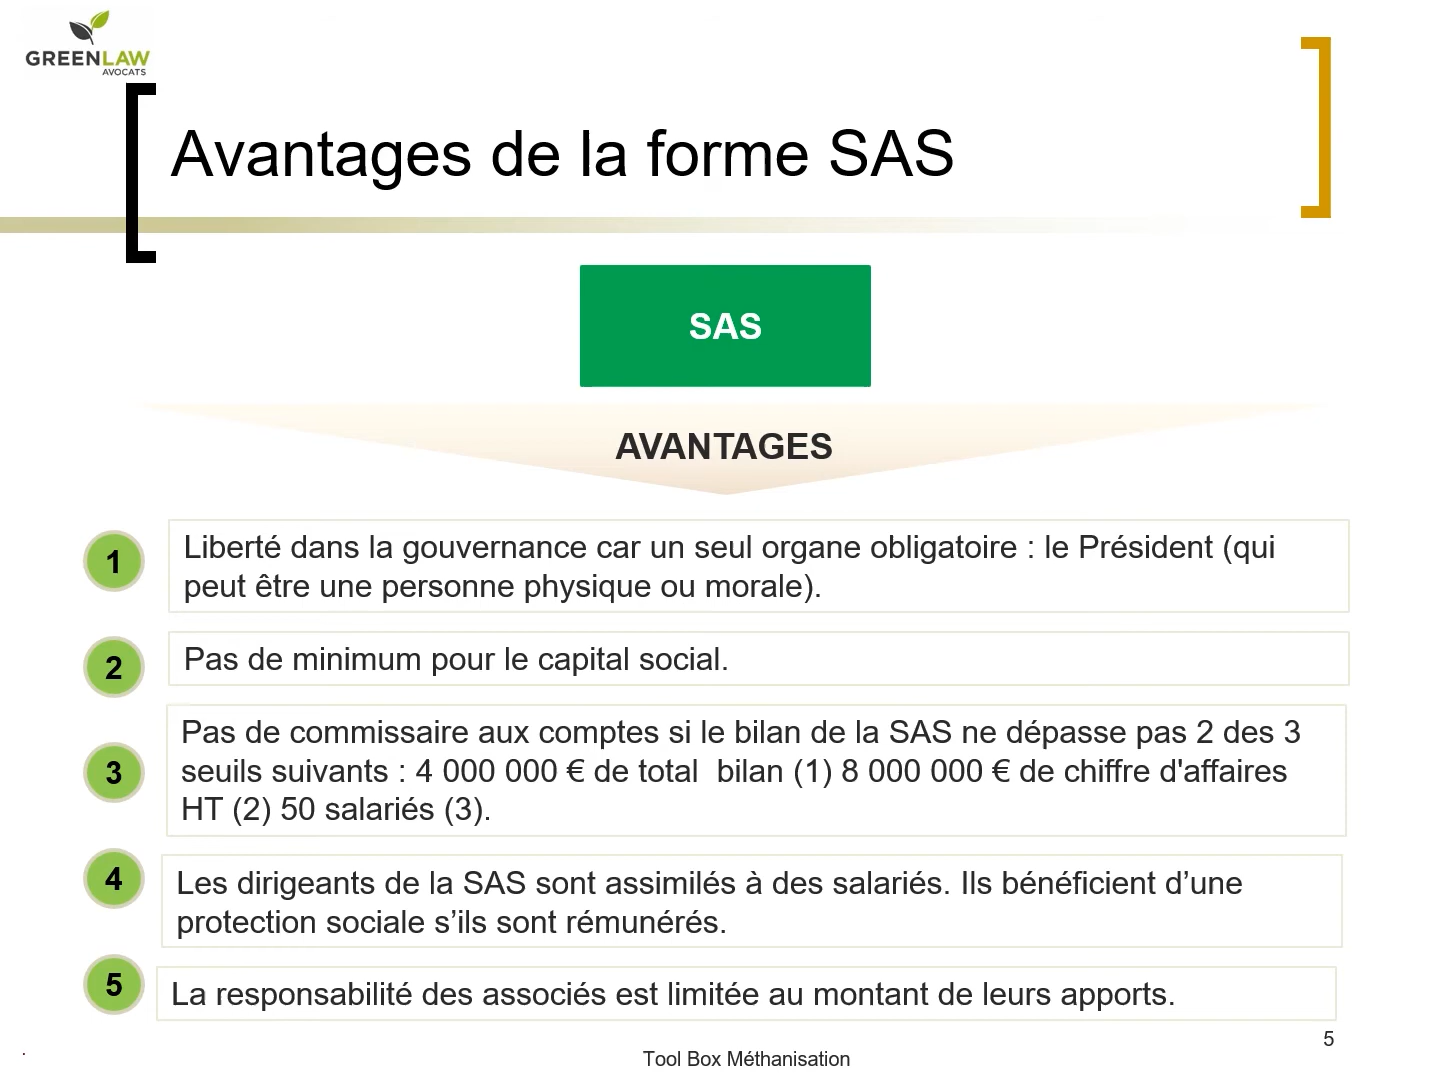 GREENLAW
AVOCATS
Avantages de la forme SAS
SAS
AVANTAGES
1
Liberté dans la gouvernance car un seul organe obligatoire : le Président (qui
peut être une personne physique ou morale).
2
Pas de minimum pour le capital social.
3
Pas de commissaire aux comptes si le bilan de la SAS ne dépasse pas 2 des 3
seuils suivants : 4 000 000 € de total  bilan (1) 8 000 000 € de chiffre d'affaires
HT (2) 50 salariés (3).
4
Les dirigeants de la SAS sont assimilés à des salariés. Ils bénéficient d’une
protection sociale s’ils sont rémunérés.
5
La responsabilité des associés est limitée au montant de leurs apports.
5
.
Tool Box Méthanisation